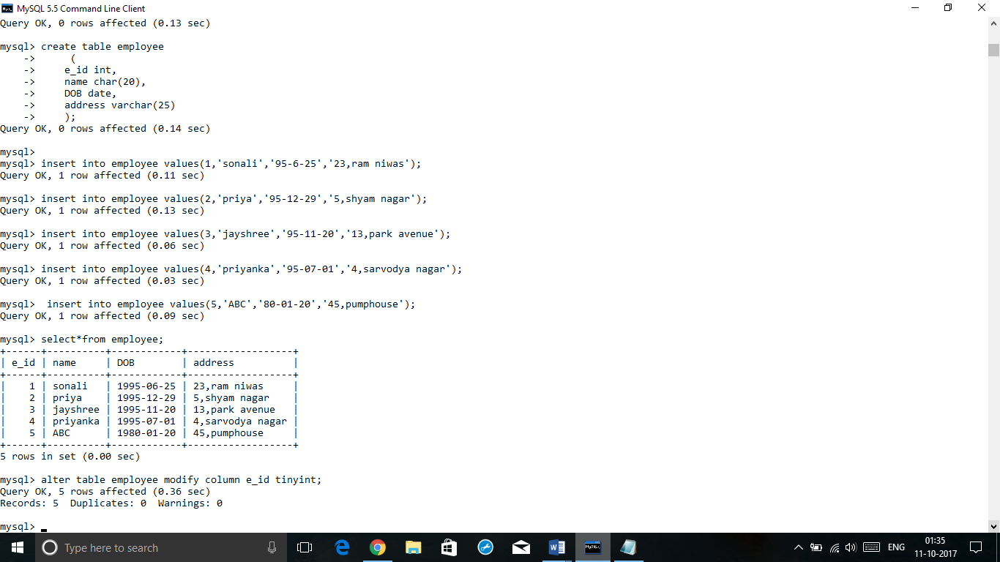 MySQL 5.5 Command Line Client
Query OK, 0 rows affected (0.13 sec)
mysql> create table employee
    ->      (
    ->     e_id int,
    ->     name char(20),
    ->     DOB date,
    ->     address varchar(25)
    ->     );
Query OK, 0 rows affected (0.14 sec)
mysql>
mysql> insert into employee values(1,'sonali','95-6-25','23,ram niwas');
Query OK, 1 row affected (0.11 sec)
mysql> insert into employee values(2,'priya','95-12-29','5,shyam nagar');
Query OK, 1 row affected (0.13 sec)
mysql> insert into employee values(3,'jayshree','95-11-20','13,park avenue');
Query OK, 1 row affected (0.06 sec)
mysql> insert into employee values(4,'priyanka','95-07-01','4,sarvodya nagar');
Query OK, 1 row affected (0.03 sec)
mysql>  insert into employee values(5,'ABC','80-01-20','45,pumphouse');
Query OK, 1 row affected (0.09 sec)
mysql> select*from employee;
+------+----------+------------+------------------+
| e_id | name     | DOB        | address          |
+------+----------+------------+------------------+
|    1 | sonali   | 1995-06-25 | 23,ram niwas     |
|    2 | priya    | 1995-12-29 | 5,shyam nagar    |
|    3 | jayshree | 1995-11-20 | 13,park avenue   |
|    4 | priyanka | 1995-07-01 | 4,sarvodya nagar |
|    5 | ABC      | 1980-01-20 | 45,pumphouse     |
+------+----------+------------+------------------+
5 rows in set (0.00 sec)
mysql> alter table employee modify column e_id tinyint;
Query OK, 5 rows affected (0.36 sec)
Records: 5  Duplicates: 0  Warnings: 0
mysql> _
Type here to search
ENG
01:35
11-10-2017